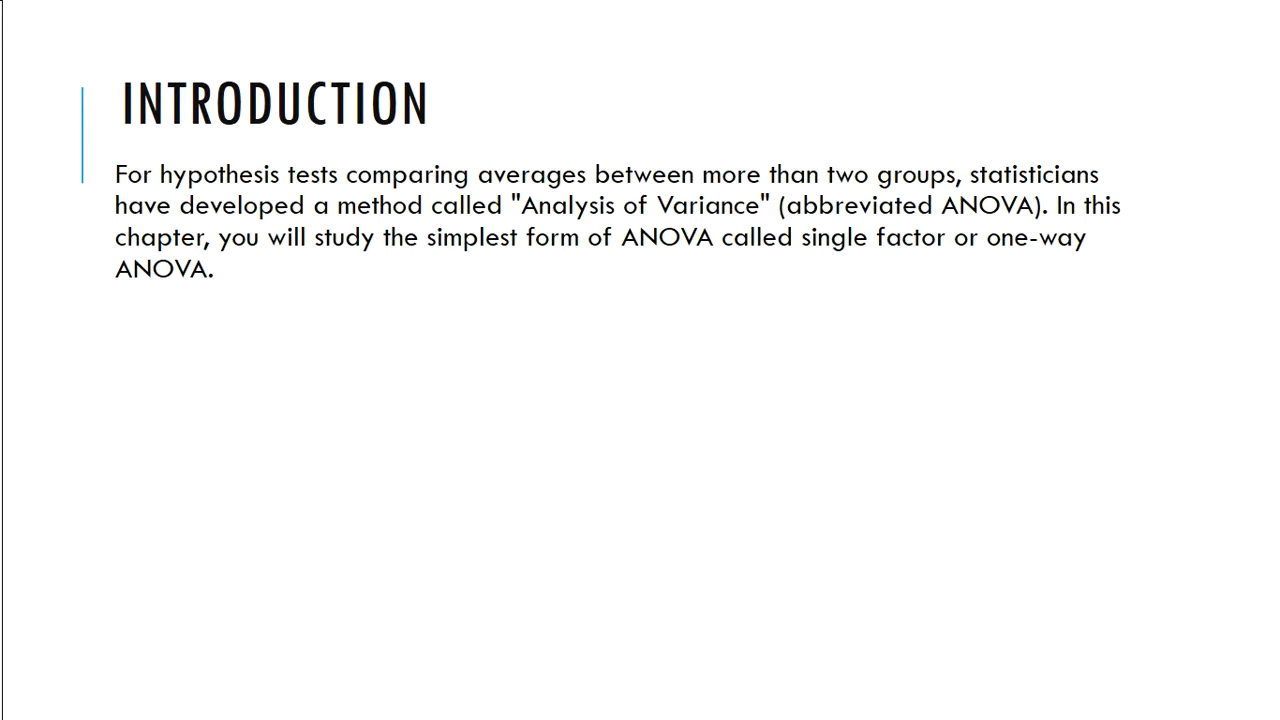 INTRODUCTION
For hypothesis tests comparing averages between more than two groups, statisticians
have developed a method called "Analysis of Variance" (abbreviated ANOVA). In this
chapter, you will study the simplest form of ANOVA called single factor or one-way
ANOVA.